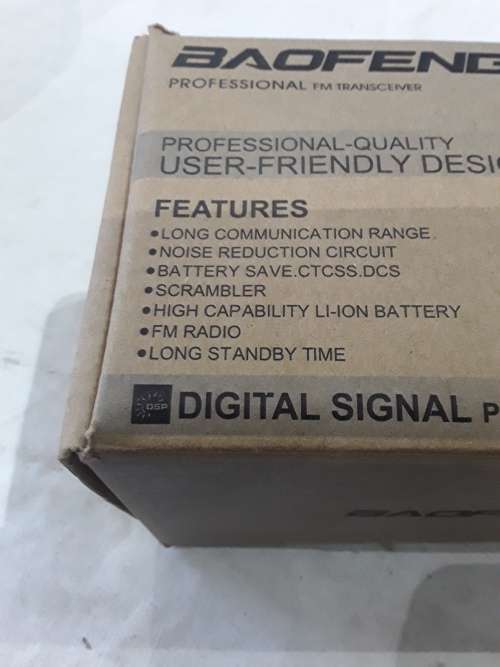 BAOFENG
PROFESSIONAL FM TRANSCEIVER
PROFESSIONAL-QUALITY
USER-FRIENDLY DESIG
FEATURES
•LONG COMMUNICATION RANGE.
•NOISE REDUCTION CIRCUIT
•BATTERY SAVE.CTCSS.DCS
•SCRAMBLER
•HIGH CAPABILITY LI-ION BATTERY
•FM RADIO
•LONG STANDBY TIME
DSP DIGITAL SIGNAL P
BAOF